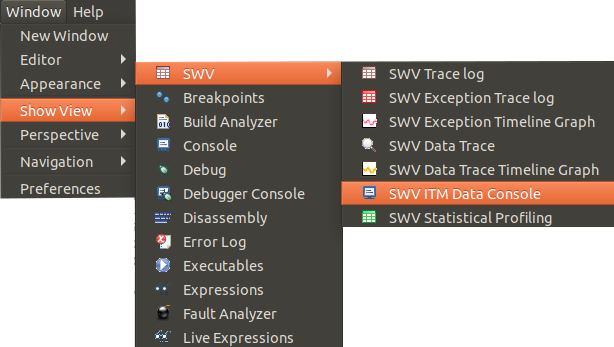 Window Help
New Window
Editor
Appearance
Show View
Perspective
Navigation
Preferences
SWV
Breakpoints
Build Analyzer
Console
Debug
Debugger Console
Disassembly
Error Log
Executables
Expressions
Fault Analyzer
Live Expressions
SWV Trace log
SWV Exception Trace log
SWV Exception Timeline Graph
SWV Data Trace
SWV Data Trace Timeline Graph
SWV ITM Data Console
SWV Statistical Profiling